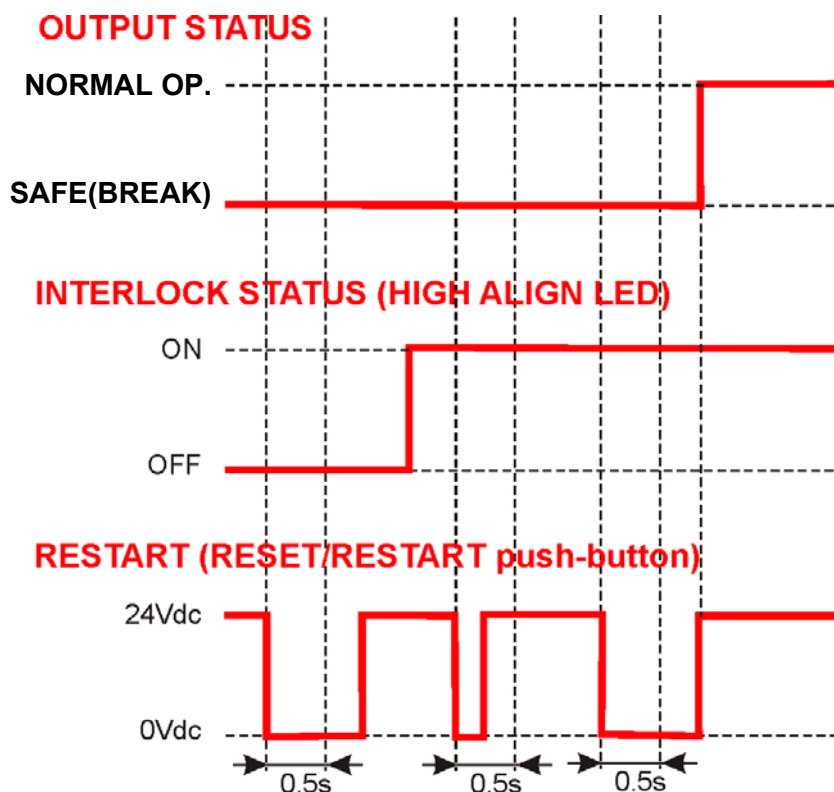 OUTPUT STATUS
NORMAL OP.
SAFE(BREAK)
INTERLOCK STATUS (HIGH ALIGN LED)
ON
OFF
RESTART (RESET/RESTART push-button)
24Vdc
0Vdc
0.5s 0.5s 0.5s